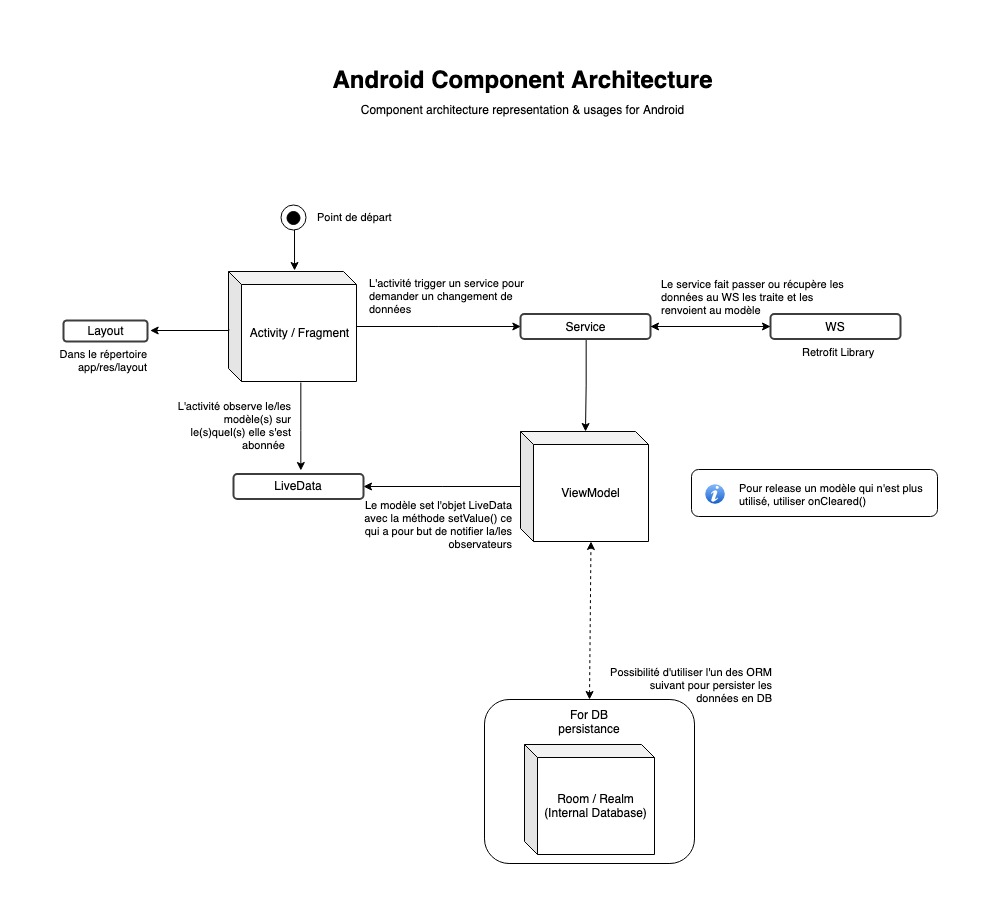 Android Component Architecture
Component architecture representation & usages for Android
Point de départ
L'activité trigger un service pour
demander un changement de
données
Le service fait passer ou récupère les
données au WS les traite et les
renvoient au modèle
Layout
Activity / Fragment
Service
WS
Dans le répertoire
app/res/layout
Retrofit Library
L'activité observe le/les
modèle(s) sur
le(s)quel(s) elle s'est
abonnée
LiveData
ViewModel
Pour release un modèle qui n'est plus
utilisé, utiliser onCleared()
Le modèle set l'objet LiveData
avec la méthode setValue() ce
qui a pour but de notifier la/les
observateurs
Possibilité d'utiliser l'un des ORM
suivant pour persister les
données en DB
For DB
persistance
Room / Realm
(Internal Database)